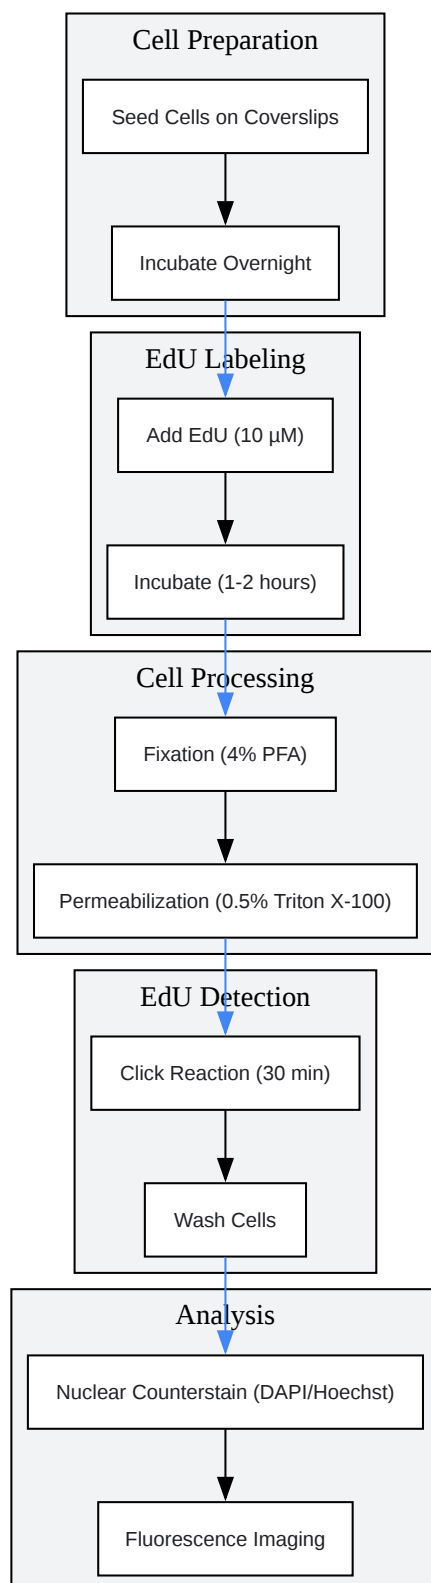 Cell Preparation
Seed Cells on Coverslips
Incubate Overnight
EdU Labeling
Add EdU (10 µM)
Incubate (1-2 hours)
Cell Processing
Fixation (4% PFA)
Permeabilization (0.5% Triton X-100)
EdU Detection
Click Reaction (30 min)
Wash Cells
Analysis
Nuclear Counterstain (DAPI/Hoechst)
Fluorescence Imaging